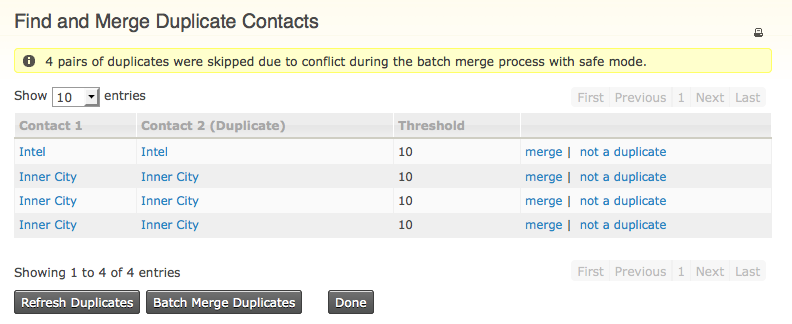 Find and Merge Duplicate Contacts
4 pairs of duplicates were skipped due to conflict during the batch merge process with safe mode.
Show 10 entries First Previous 1 Next Last
Contact 1 Contact 2 (Duplicate) Threshold
Intel Intel 10 merge | not a duplicate
Inner City Inner City 10 merge | not a duplicate
Inner City Inner City 10 merge | not a duplicate
Inner City Inner City 10 merge | not a duplicate
Showing 1 to 4 of 4 entries First Previous 1 Next Last
Refresh Duplicates Batch Merge Duplicates Done